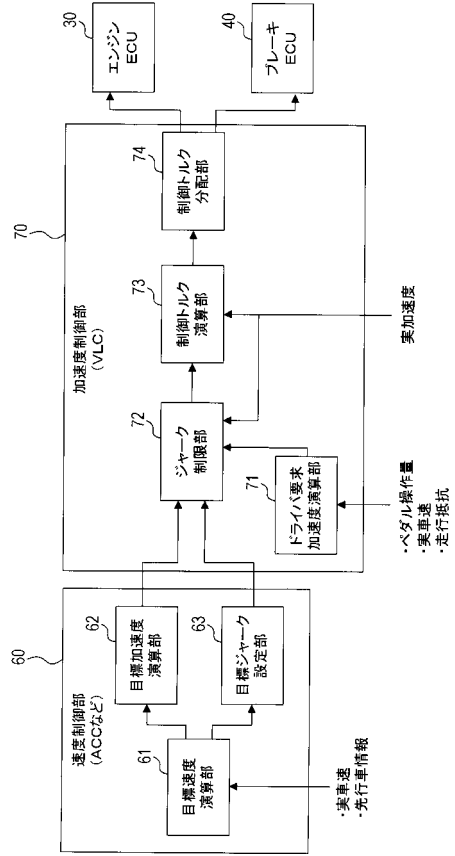 60
速度制御部
(ACCなど)
61
目標速度
演算部
62
目標加速度
演算部
63
目標ジャーク
設定部
・実車速
・先行車情報
70
加速度制御部
(VLC)
71
ドライバ要求
加速度演算部
72
ジャーク
制限部
73
制御トルク
演算部
74
制御トルク
分配部
・ペダル操作量
・実車速
・走行抵抗
実加速度
30
エンジン
ECU
40
ブレーキ
ECU